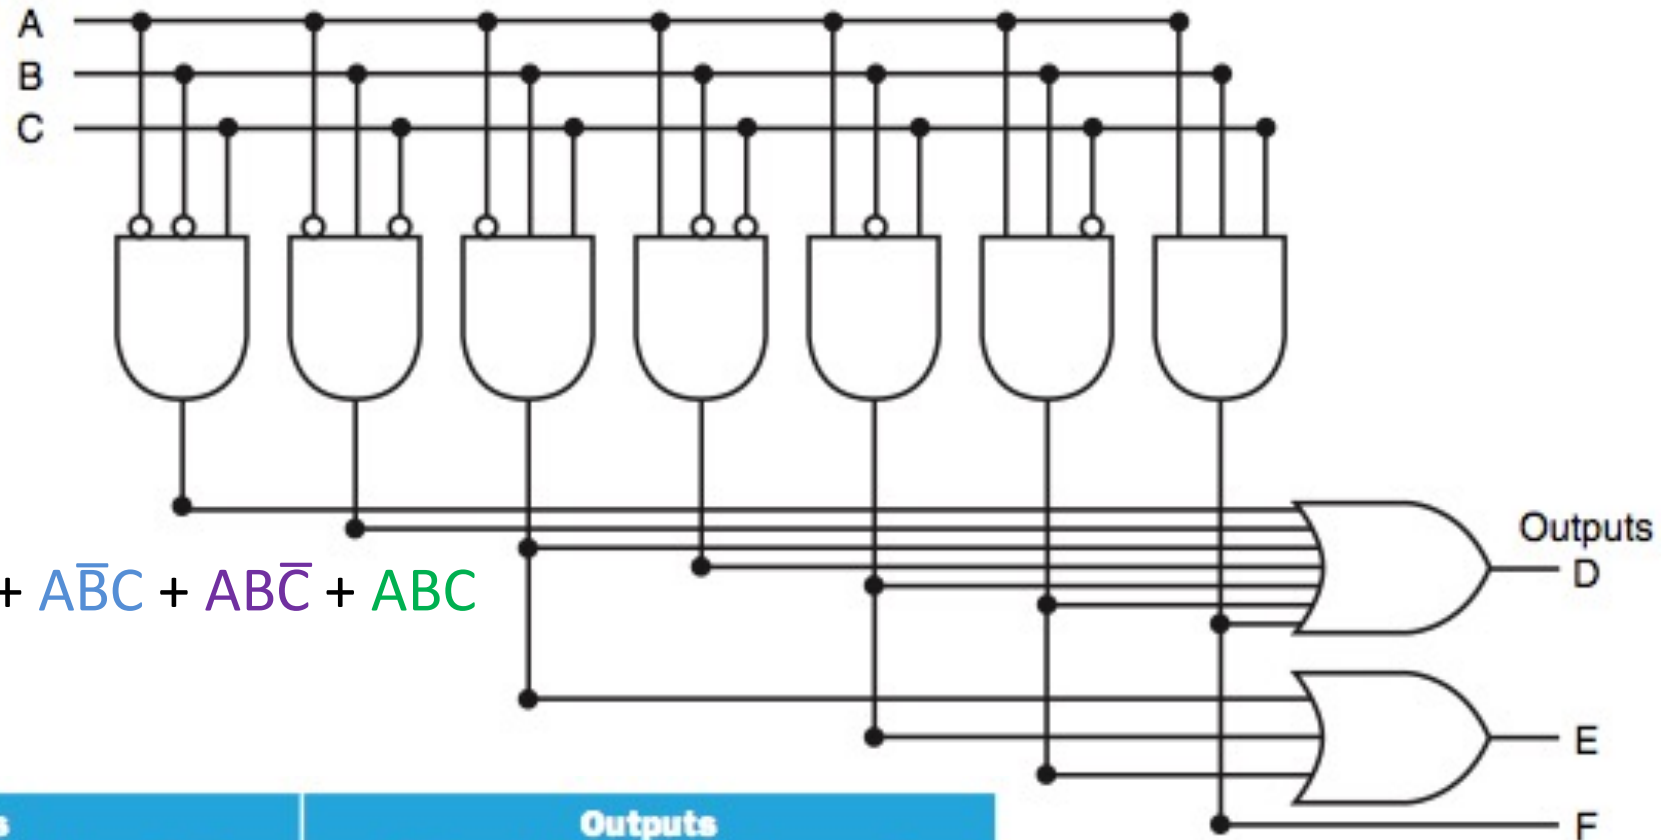 A
B
C
Outputs
D
+ AB̅C + ABC̅ + ABC
E
Outputs
F